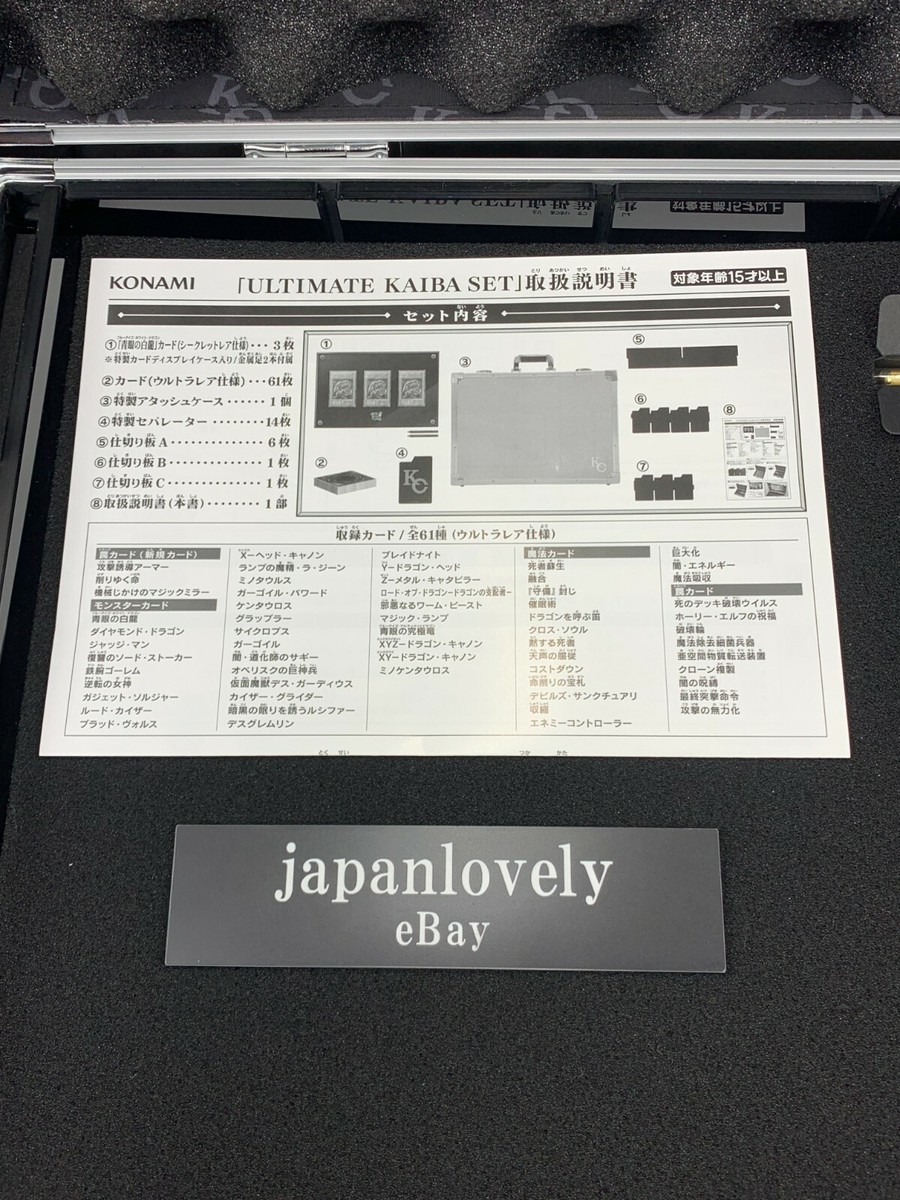 KONAMI 「ULTIMATE KAIBA SET」取扱説明書 対象年齢15才以上
セット内容
①「青眼の白龍」カード(シークレットレア仕様)・・・3枚
※特製カードディスプレイケース入り/金属足2本付属
②カード(ウルトラレア仕様)・・・61枚
③特製アタッシュケース・・・・・・1個
④特製セパレーター・・・・・・・・14枚
⑤仕切り板A・・・・・・・・・・・・・6枚
⑥仕切り板B・・・・・・・・・・・・・1枚
⑦仕切り板C・・・・・・・・・・・・・1枚
⑧取扱説明書(本書)・・・・・・・・1部
①
②
③
④
KC
KC
⑤
⑥
⑦
⑧
収録カード/全61種(ウルトラレア仕様)
罠カード(新規カード)
攻撃誘導アーマー
削りゆく命
機械じかけのマジックミラー
モンスターカード
青眼の白龍
ダイヤモンド・ドラゴン
ジャッジ・マン
復讐のソード・ストーカー
鉄腕ゴーレム
逆転の女神
ガジェット・ソルジャー
ルード・カイザー
ブラッド・ヴォルス
X-ヘッド・キャノン
ランプの魔精・ラ・ジーン
ミノタウルス
ガーゴイル・パワード
ケンタウロス
グラップラー
サイクロプス
ガーゴイル
闇・道化師のサギー
オベリスクの巨神兵
仮面魔獣デス・ガーディウス
カイザー・グライダー
暗黒の眠りを誘うルシファー
デスグレムリン
ブレイドナイト
Y-ドラゴン・ヘッド
Z-メタル・キャタピラー
ロード・オブ・ドラゴン-ドラゴンの支配者-
邪悪なるワーム・ビースト
マジック・ランプ
青眼の究極竜
XYZ-ドラゴン・キャノン
XY-ドラゴン・キャノン
ミノケンタウロス
魔法カード
死者蘇生
融合
『守備』封じ
催眠術
ドラゴンを呼ぶ笛
クロス・ソウル
黙する死者
天声の服従
コストダウン
命削りの宝札
デビルズ・サンクチュアリ
収縮
エネミーコントローラー
巨大化
闇・エネルギー
魔法吸収
罠カード
死のデッキ破壊ウイルス
ホーリー・エルフの祝福
破壊輪
魔法除去細菌兵器
亜空間物質転送装置
クローン複製
闇の呪縛
最終突撃命令
攻撃の無力化
japanlovely
eBay